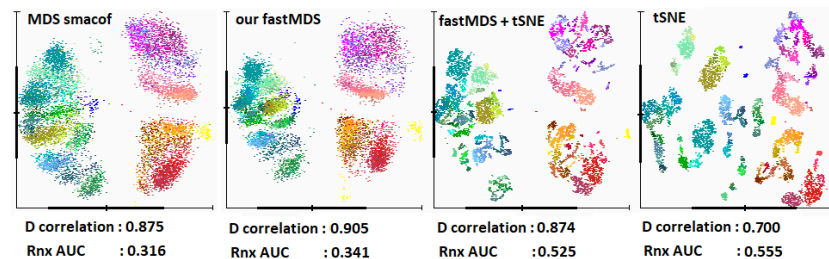 MDS smacof
our fastMDS
fastMDS + tSNE
tSNE
D correlation : 0.875
Rnx AUC : 0.316
D correlation : 0.905
Rnx AUC : 0.341
D correlation : 0.874
Rnx AUC : 0.525
D correlation : 0.700
Rnx AUC : 0.555